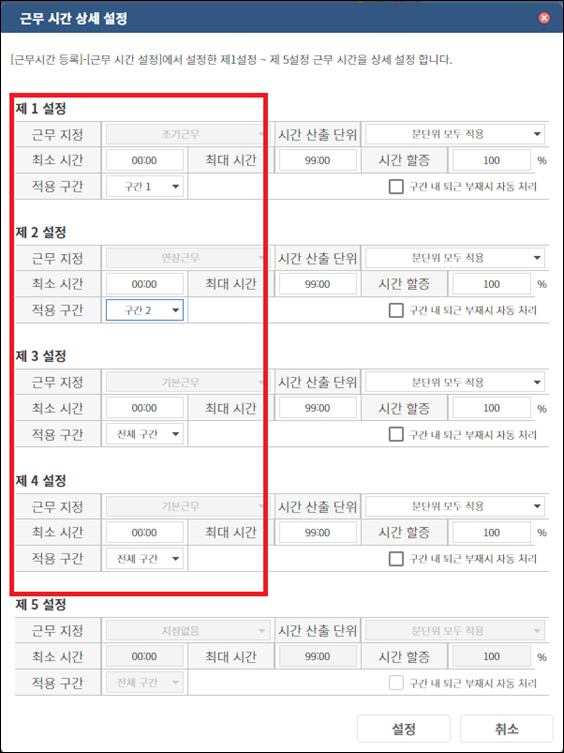 근무 시간 상세 설정
[근무시간 등록]-[근무 시간 설정]에서 설정한 제1설정 ~ 제 5설정 근무 시간을 상세 설정 합니다.
제 1 설정
근무 지정 조기근무 시간 산출 단위 분단위 모두 적용
최소 시간 00:00 최대 시간 99:00 시간 할증 100 %
적용 구간 구간 1 구간 내 퇴근 부재시 자동 처리
제 2 설정
근무 지정 연장근무 시간 산출 단위 분단위 모두 적용
최소 시간 00:00 최대 시간 99:00 시간 할증 100 %
적용 구간 구간 2 구간 내 퇴근 부재시 자동 처리
제 3 설정
근무 지정 기본근무 시간 산출 단위 분단위 모두 적용
최소 시간 00:00 최대 시간 99:00 시간 할증 100 %
적용 구간 전체 구간 구간 내 퇴근 부재시 자동 처리
제 4 설정
근무 지정 기본근무 시간 산출 단위 분단위 모두 적용
최소 시간 00:00 최대 시간 99:00 시간 할증 100 %
적용 구간 전체 구간 구간 내 퇴근 부재시 자동 처리
제 5 설정
근무 지정 지정없음 시간 산출 단위 분단위 모두 적용
최소 시간 00:00 최대 시간 99:00 시간 할증 100 %
적용 구간 전체 구간 구간 내 퇴근 부재시 자동 처리
설정 취소